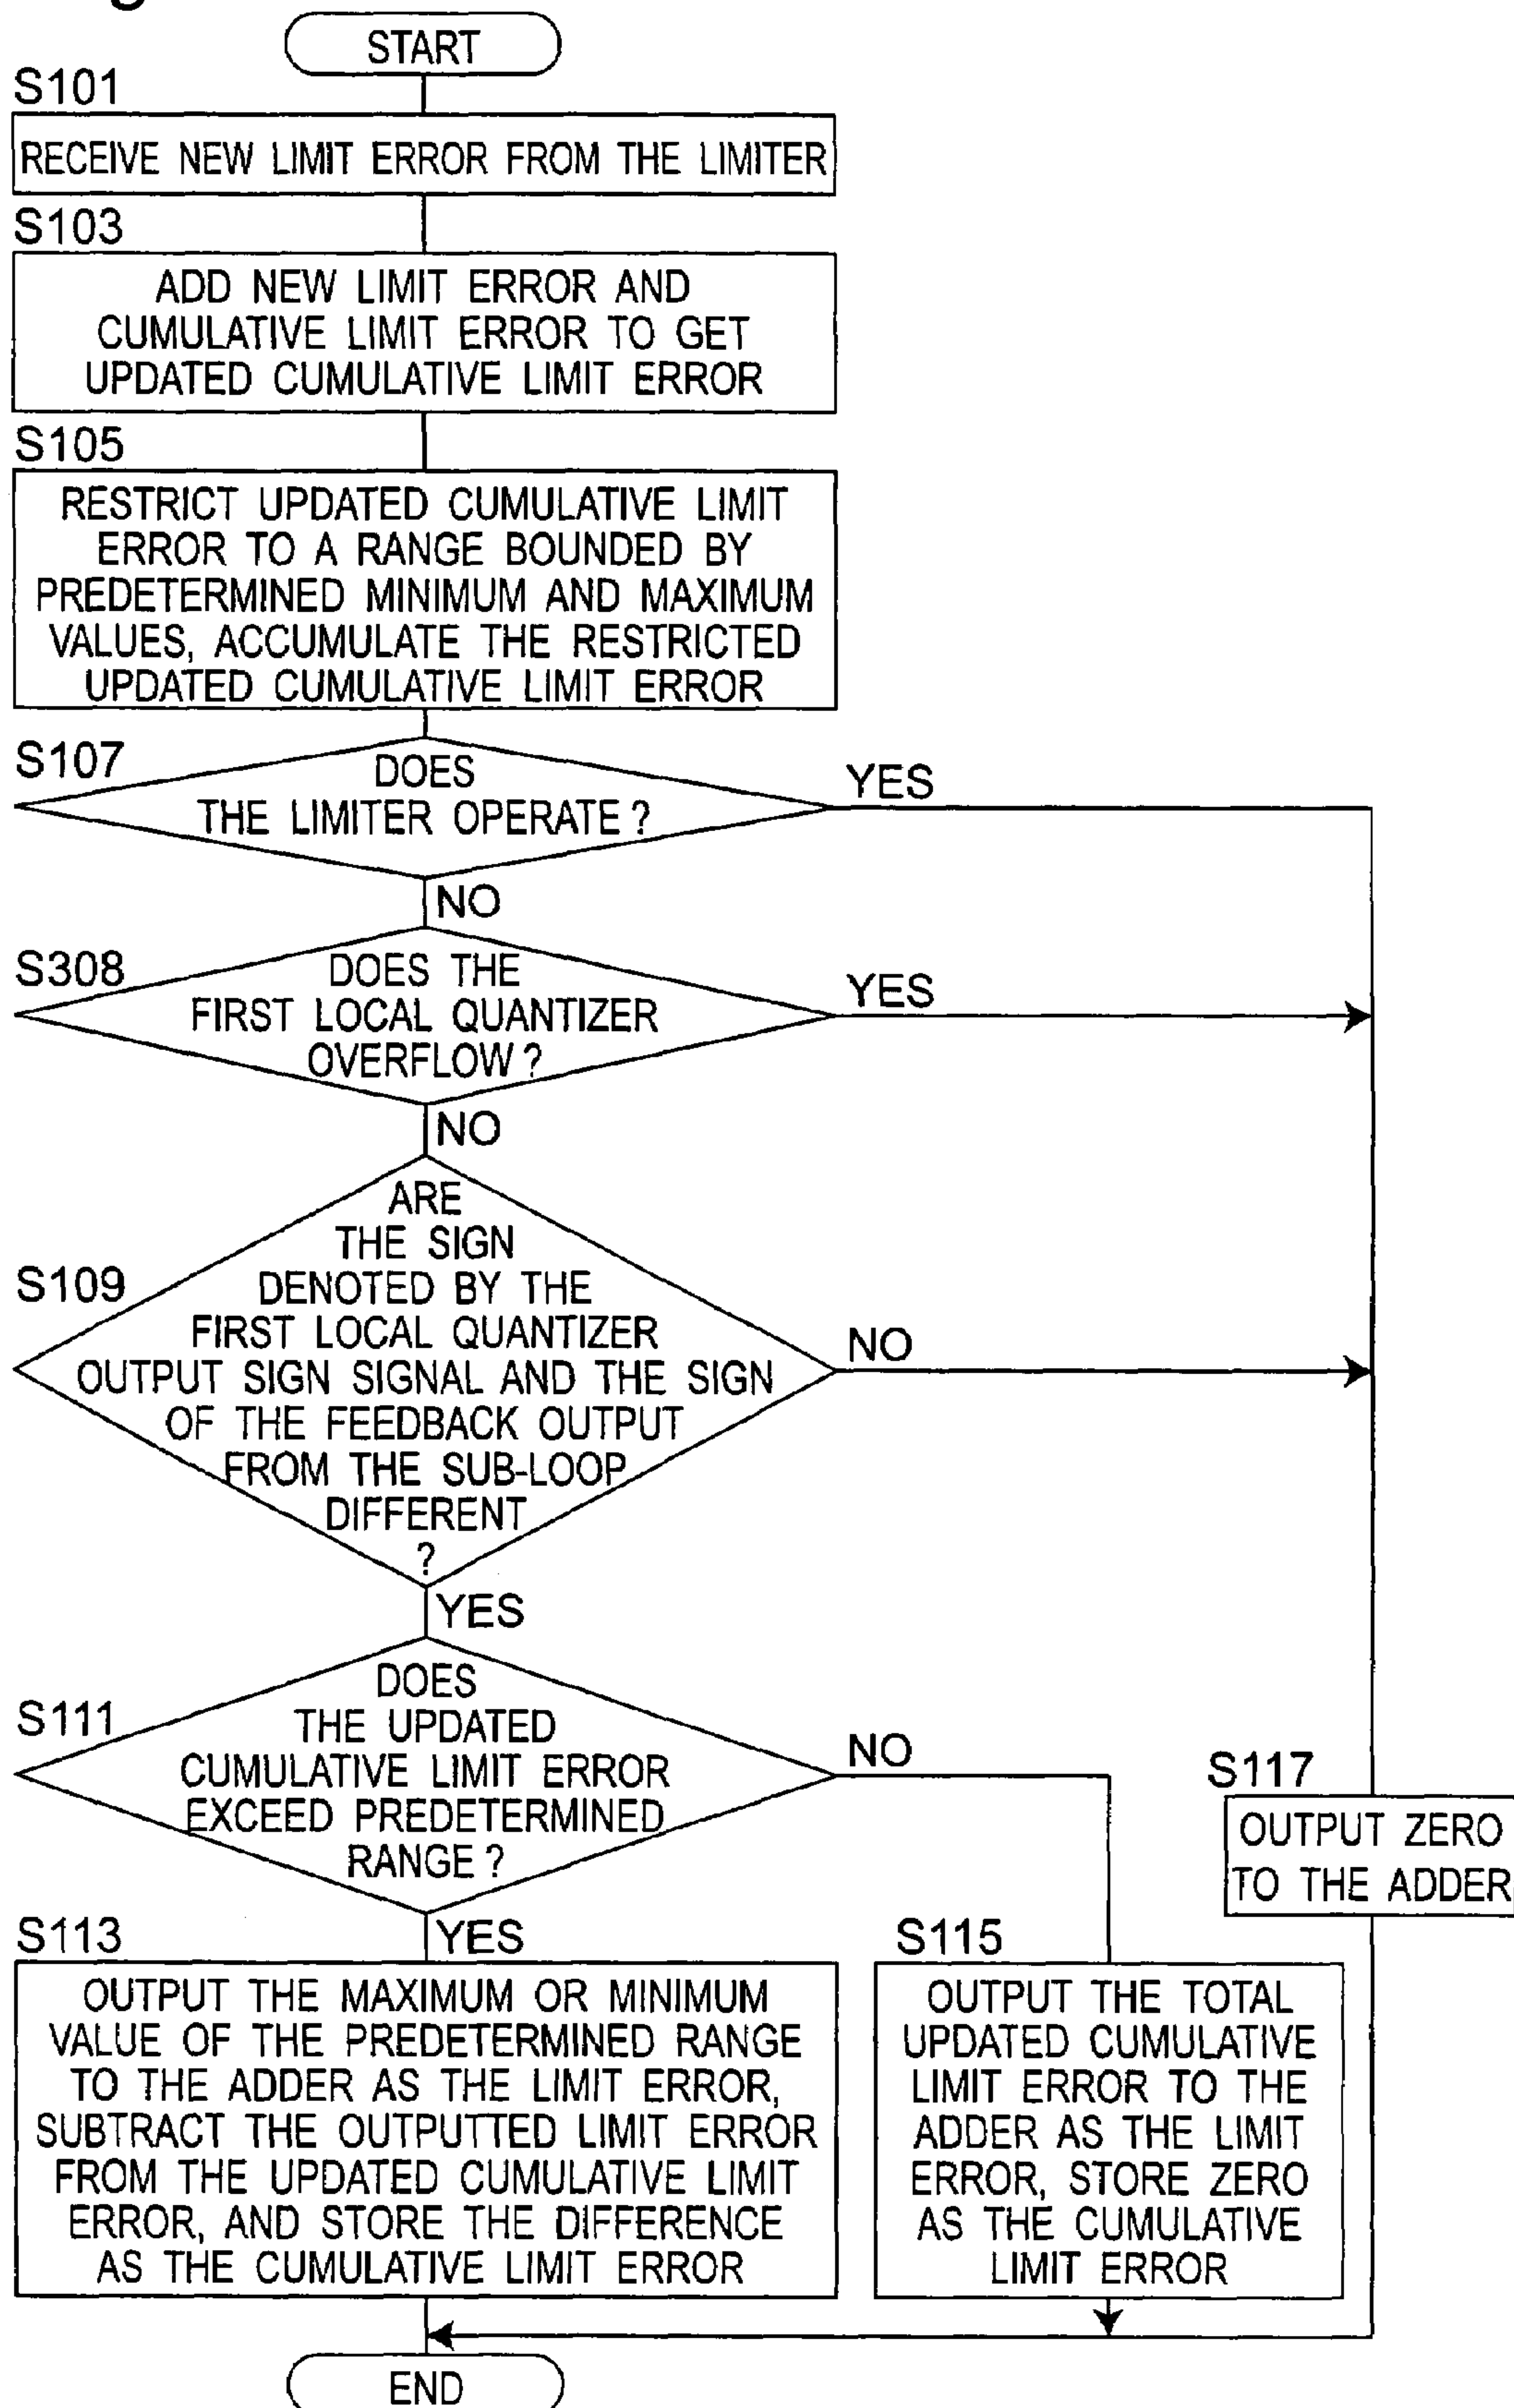 START
S101
RECEIVE NEW LIMIT ERROR FROM THE LIMITER
S103
ADD NEW LIMIT ERROR AND
CUMULATIVE LIMIT ERROR TO GET
UPDATED CUMULATIVE LIMIT ERROR
S105
RESTRICT UPDATED CUMULATIVE LIMIT
ERROR TO A RANGE BOUNDED BY
PREDETERMINED MINIMUM AND MAXIMUM
VALUES, ACCUMULATE THE RESTRICTED
UPDATED CUMULATIVE LIMIT ERROR
S107
DOES
THE LIMITER OPERATE ?
YES
NO
S308
DOES THE
FIRST LOCAL QUANTIZER
OVERFLOW ?
YES
NO
S109
ARE
THE SIGN
DENOTED BY THE
FIRST LOCAL QUANTIZER
OUTPUT SIGN SIGNAL AND THE SIGN
OF THE FEEDBACK OUTPUT
FROM THE SUB-LOOP
DIFFERENT
?
NO
YES
S111
DOES
THE UPDATED
CUMULATIVE LIMIT ERROR
EXCEED PREDETERMINED
RANGE ?
NO
YES
S117
OUTPUT ZERO
TO THE ADDER
S113
OUTPUT THE MAXIMUM OR MINIMUM
VALUE OF THE PREDETERMINED RANGE
TO THE ADDER AS THE LIMIT ERROR,
SUBTRACT THE OUTPUTTED LIMIT ERROR
FROM THE UPDATED CUMULATIVE LIMIT
ERROR, AND STORE THE DIFFERENCE
AS THE CUMULATIVE LIMIT ERROR
S115
OUTPUT THE TOTAL
UPDATED CUMULATIVE
LIMIT ERROR TO THE
ADDER AS THE LIMIT
ERROR, STORE ZERO
AS THE CUMULATIVE
LIMIT ERROR
END